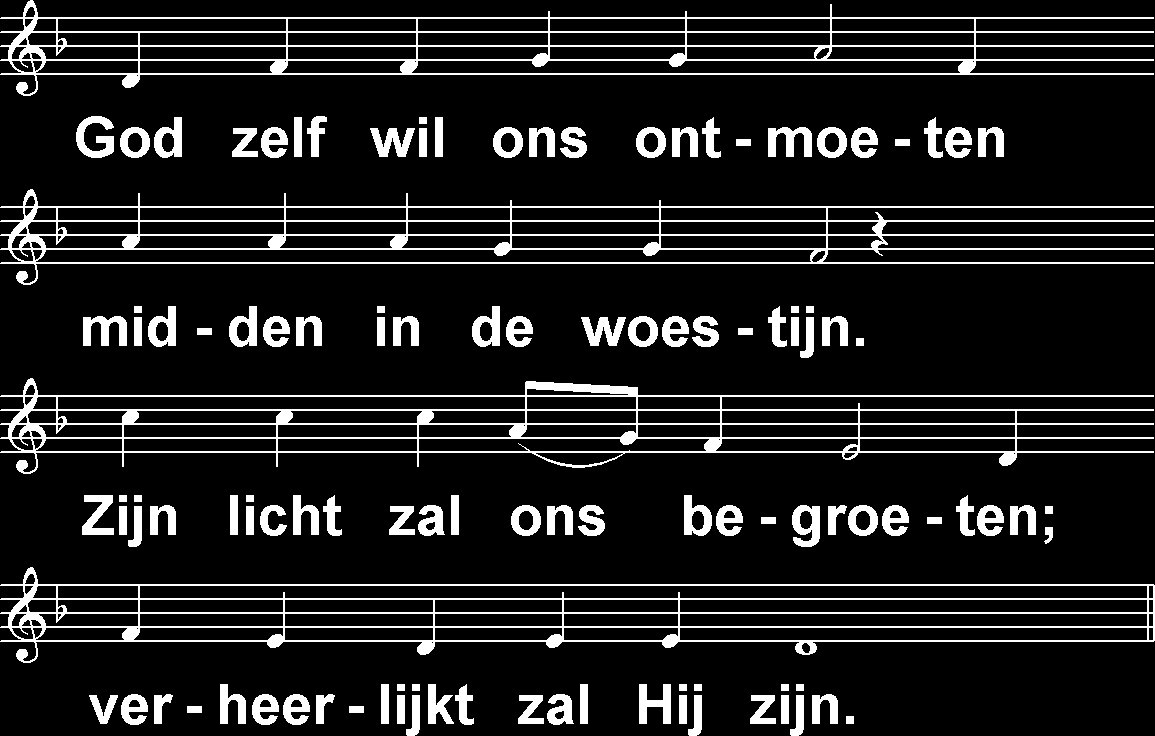 God zelf wil ons ont - moe - ten
mid - den in de woes - tijn.
Zijn licht zal ons be - groe - ten;
ver - heer - lijkt zal Hij zijn.